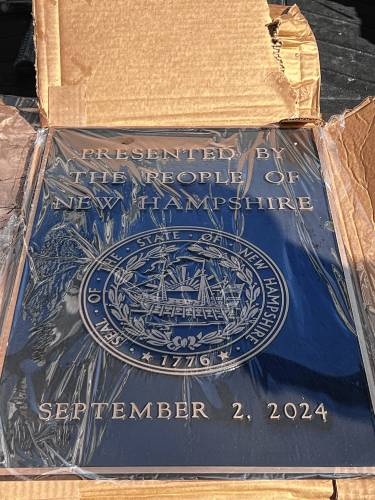 PRESENTED BY
THE PEOPLE OF
NEW HAMPSHIRE
SEAL · OF · THE · STATE · OF · NEW HAMPSHIRE
1776
SEPTEMBER 2, 2024